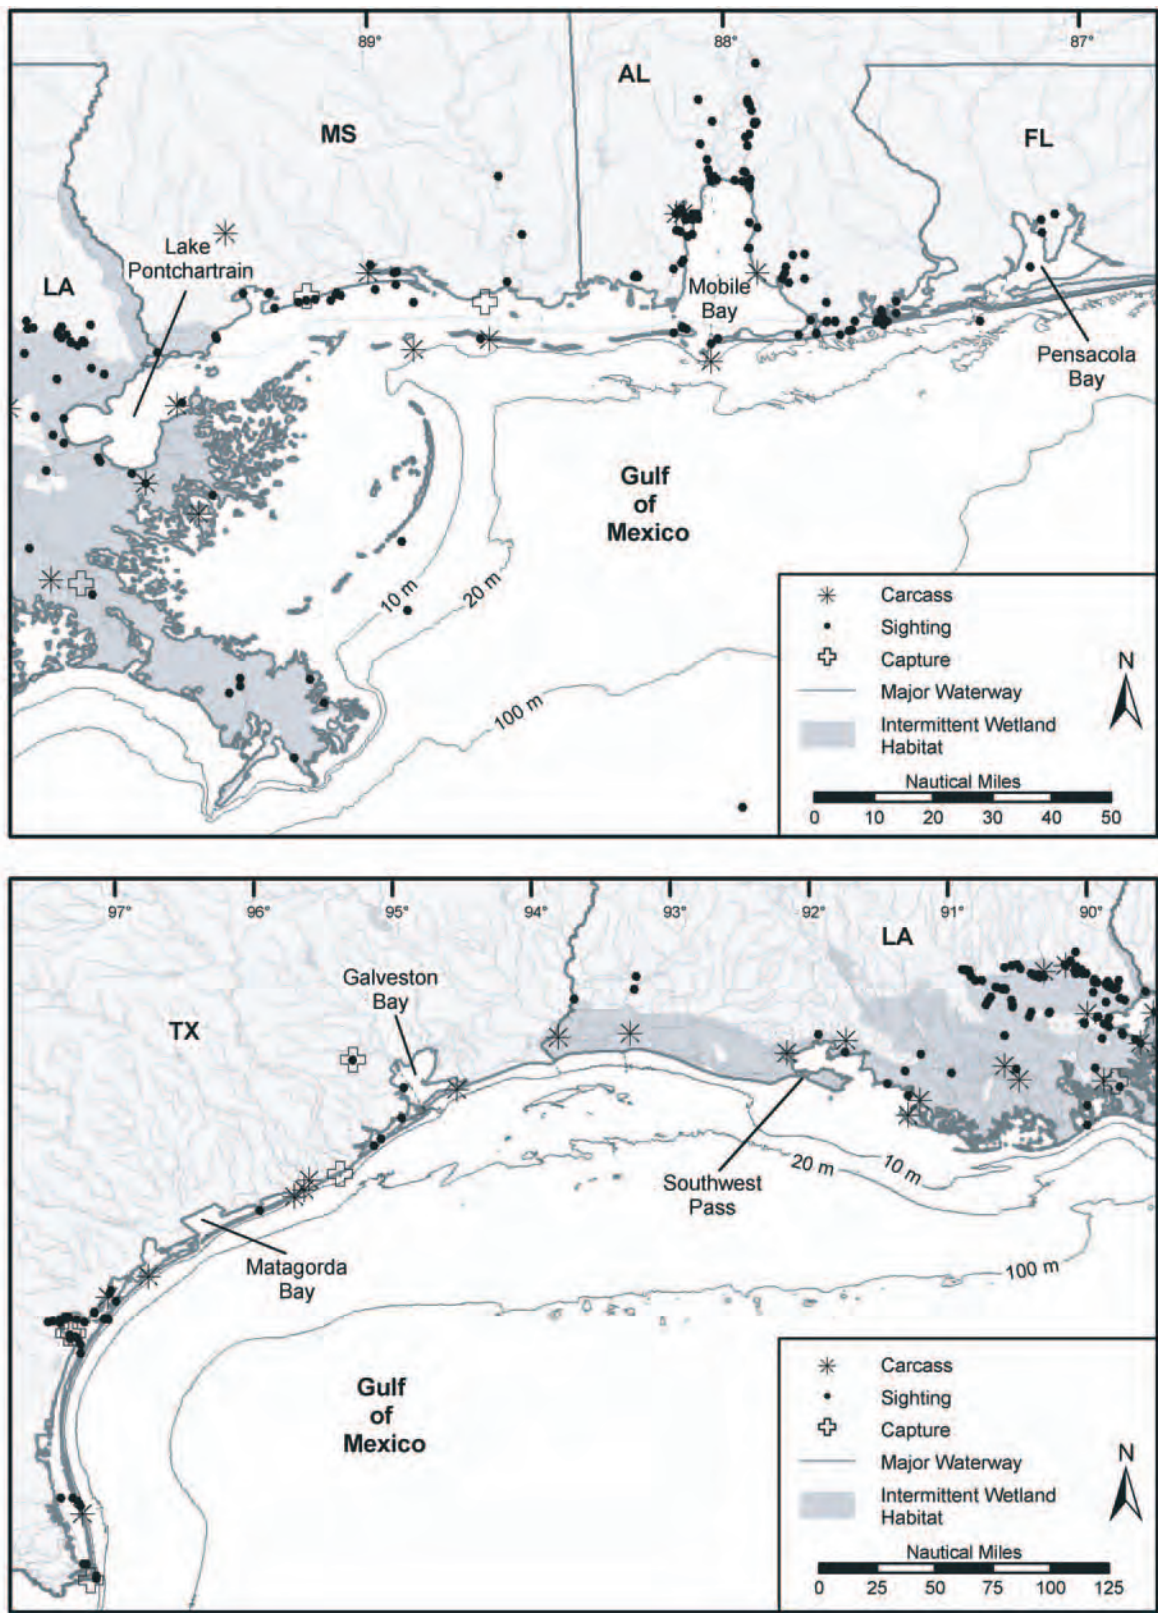 89°
88°
87°
AL
MS
FL
Lake
Pontchartrain
LA
Mobile
Bay
Pensacola
Bay
Gulf
of
Mexico
10 m
20 m
100 m
Carcass
Sighting
Capture
Major Waterway
Intermittent Wetland
Habitat
N
Nautical Miles
0 10 20 30 40 50
97°
96°
95°
94°
93°
92°
91°
90°
LA
Galveston
Bay
TX
Southwest
Pass
20 m
10 m
Matagorda
Bay
100 m
Gulf
of
Mexico
Carcass
Sighting
Capture
Major Waterway
Intermittent Wetland
Habitat
N
Nautical Miles
0 25 50 75 100 125